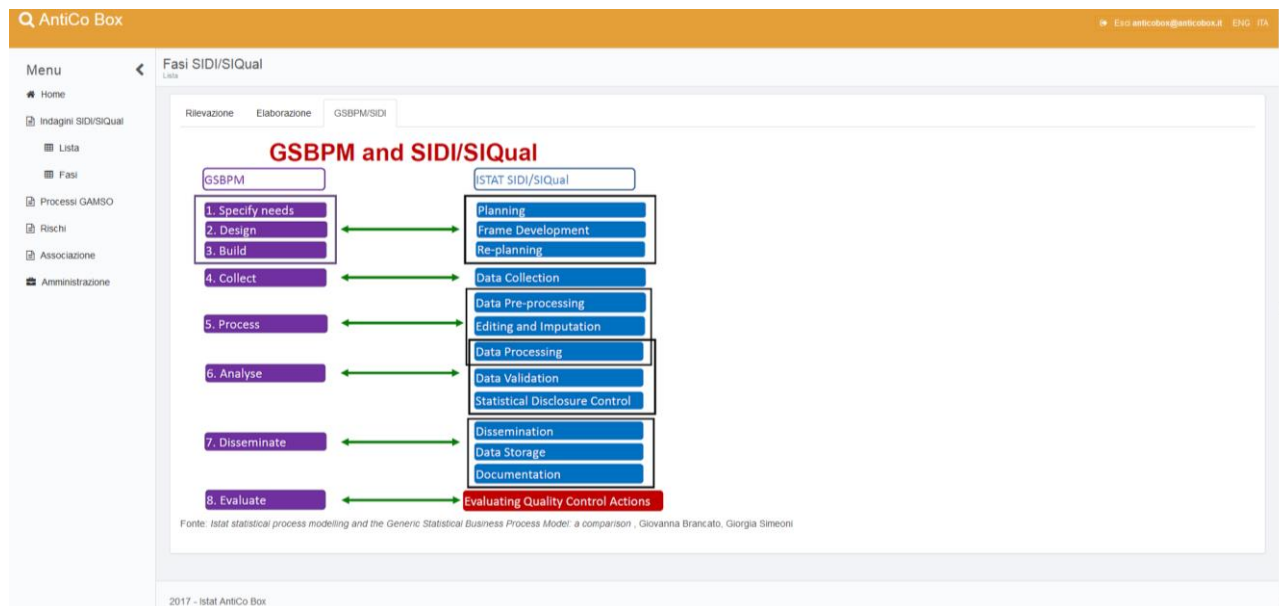 AntiCo Box
Esci anticobox@anticobox.it ENG ITA
Menu
Home
Indagini SIDI/SIQual
Lista
Fasi
Processi GAMSO
Rischi
Associazione
Amministrazione
Fasi SIDI/SIQual
Lista
Rilevazione Elaborazione GSBPM/SIDI
GSBPM and SIDI/SIQual
GSBPM ISTAT SIDI/SIQual
1. Specify needs Planning
2. Design Frame Development
3. Build Re-planning
4. Collect Data Collection
Data Pre-processing
5. Process Editing and Imputation
Data Processing
6. Analyse Data Validation
Statistical Disclosure Control
Dissemination
7. Disseminate Data Storage
Documentation
8. Evaluate Evaluating Quality Control Actions
Fonte: Istat statistical process modelling and the Generic Statistical Business Process Model: a comparison , Giovanna Brancato, Giorgia Simeoni
2017 - Istat AntiCo Box